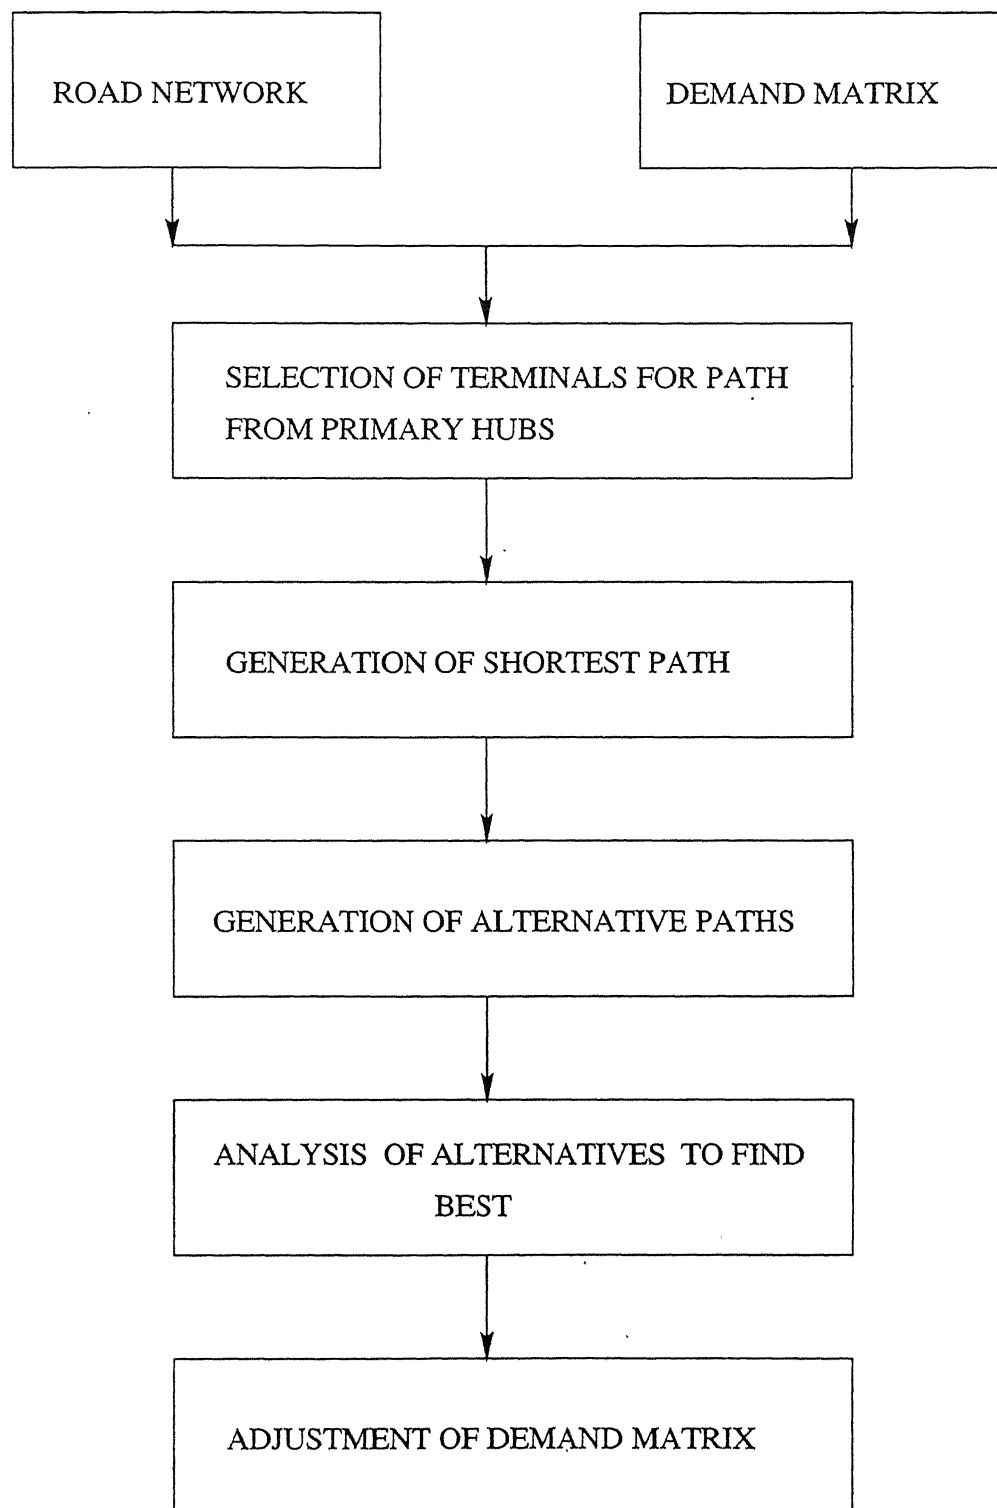 ROAD NETWORK
DEMAND MATRIX
SELECTION OF TERMINALS FOR PATH
FROM PRIMARY HUBS
GENERATION OF SHORTEST PATH
GENERATION OF ALTERNATIVE PATHS
ANALYSIS OF ALTERNATIVES TO FIND
BEST
ADJUSTMENT OF DEMAND MATRIX